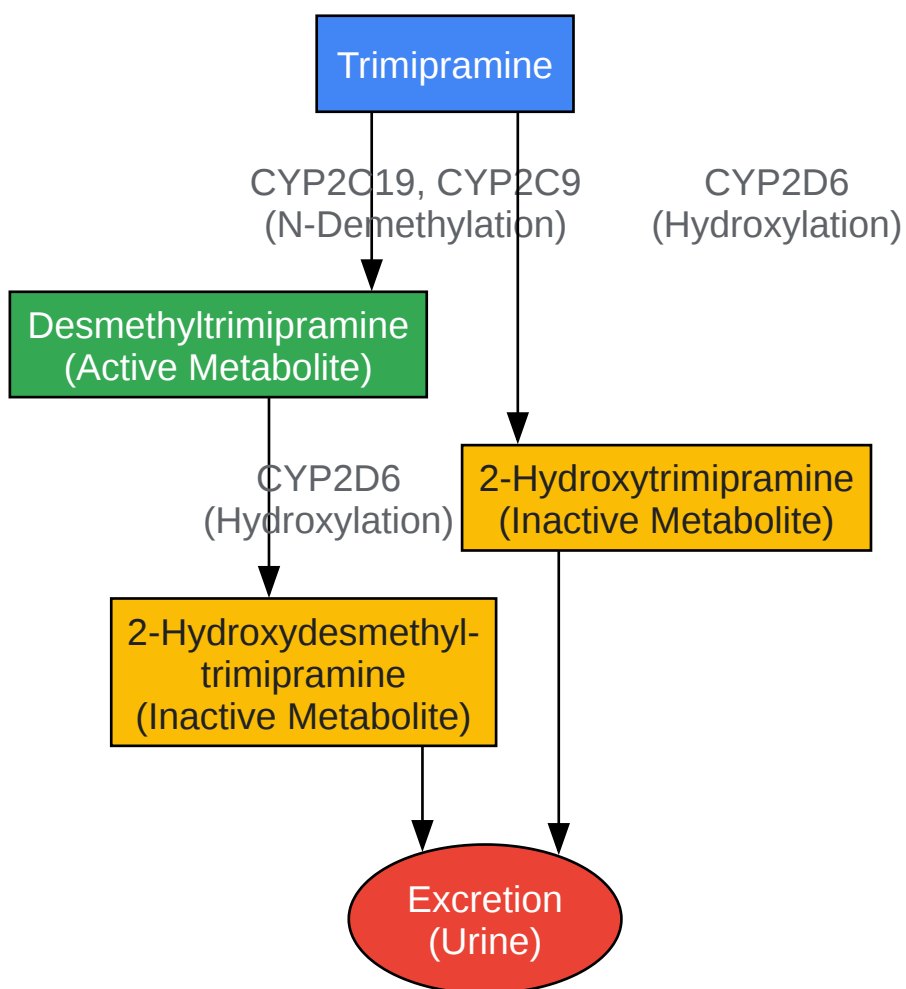 Trimipramine
CYP2C19, CYP2C9
(N-Demethylation)
CYP2D6
(Hydroxylation)
Desmethyltrimipramine
(Active Metabolite)
CYP2D6
(Hydroxylation)
2-Hydroxytrimipramine
(Inactive Metabolite)
2-Hydroxydesmethyl-
trimipramine
(Inactive Metabolite)
Excretion
(Urine)